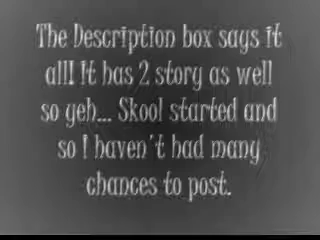 The Description box says it
all! It has 2 story as well
so yeh... Skool started and
so I haven't had many
chances to post.